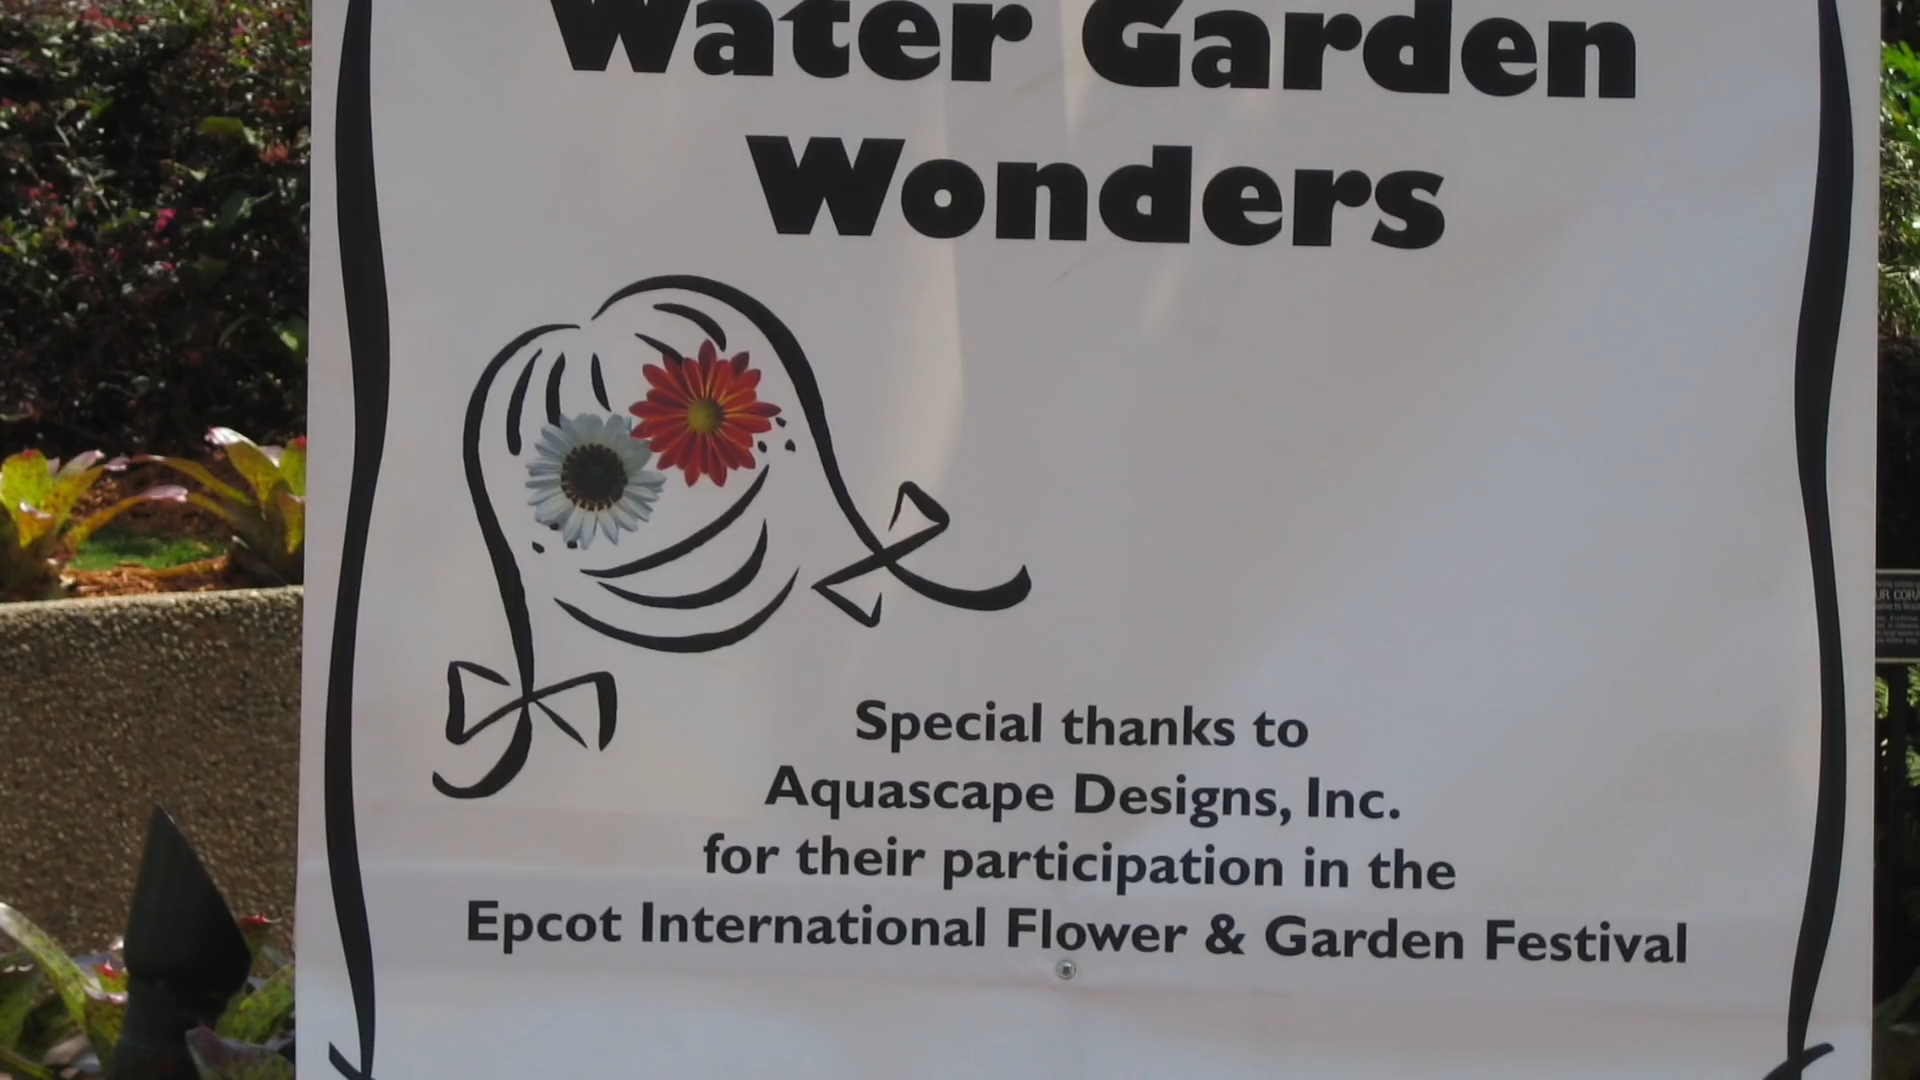 Water Garden
Wonders
Special thanks to
Aquascape Designs, Inc.
for their participation in the
Epcot International Flower & Garden Festival